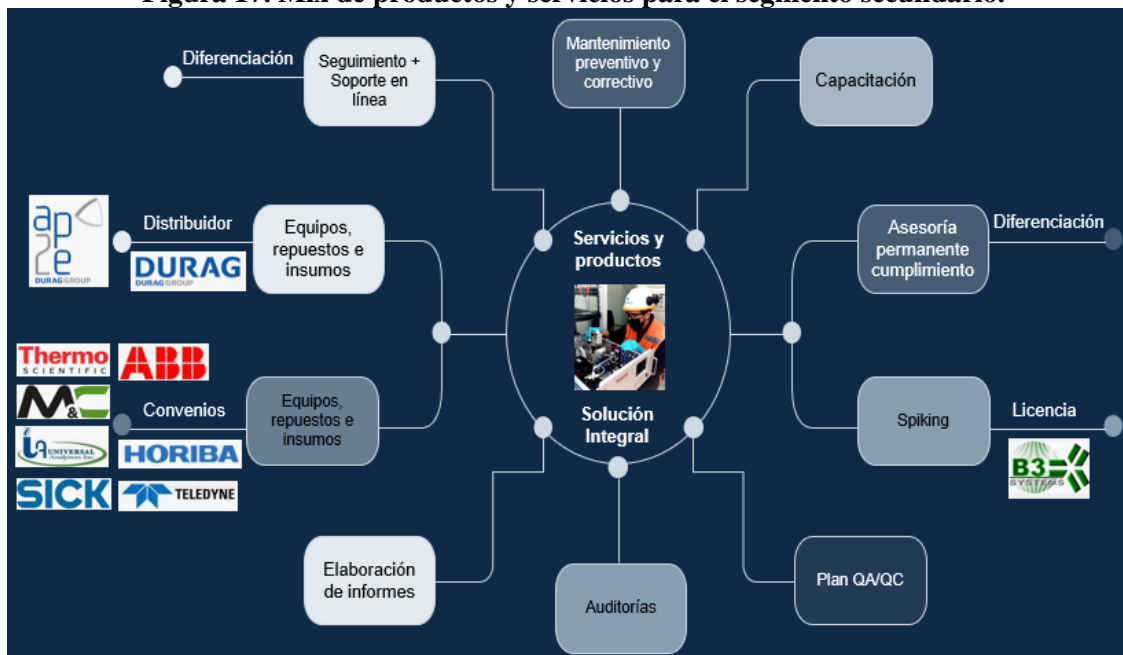 Figura 17. Mix de productos y servicios para el segmento secundario.
Diferenciación
Seguimiento +
Soporte en
línea
Mantenimiento
preventivo y
correctivo
Capacitación
ap2e
DURAG GROUP
Distribuidor
DURAG
DURAG GROUP
Equipos,
repuestos e
insumos
Servicios y
productos
Asesoría
permanente
cumplimiento
Diferenciación
Thermo
SCIENTIFIC
ABB
M&C
Convenios
UNIVERSAL
Analyzers Inc.
HORIBA
SICK
TELEDYNE
Equipos,
repuestos e
insumos
Solución
Integral
Spiking
Licencia
B3
SYSTEMS
Elaboración
de informes
Auditorías
Plan QA/QC